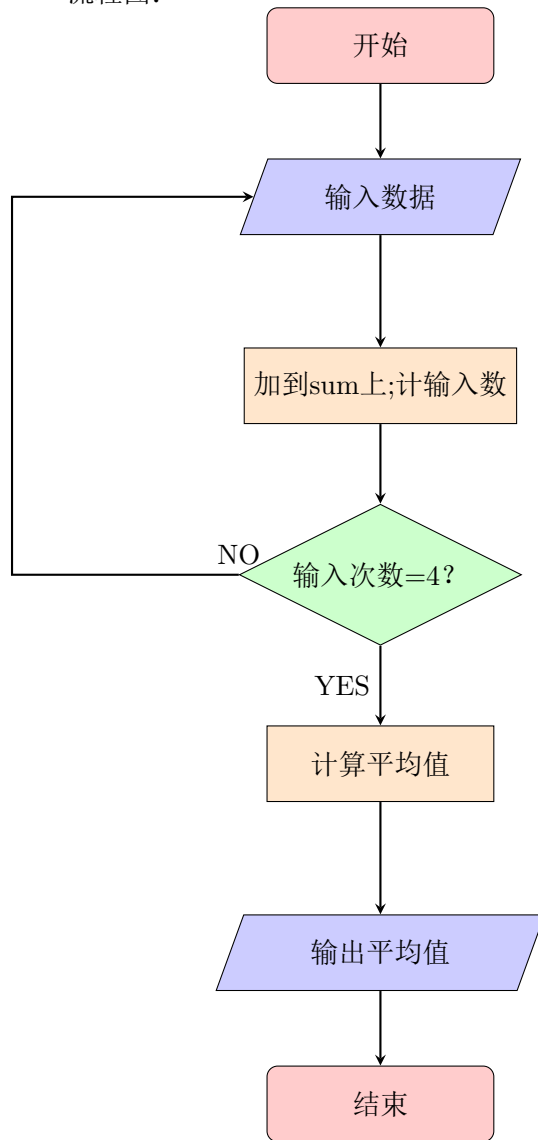 流程图：
开始
输入数据
加到sum上;计输入数
NO
输入次数=4？
YES
计算平均值
输出平均值
结束